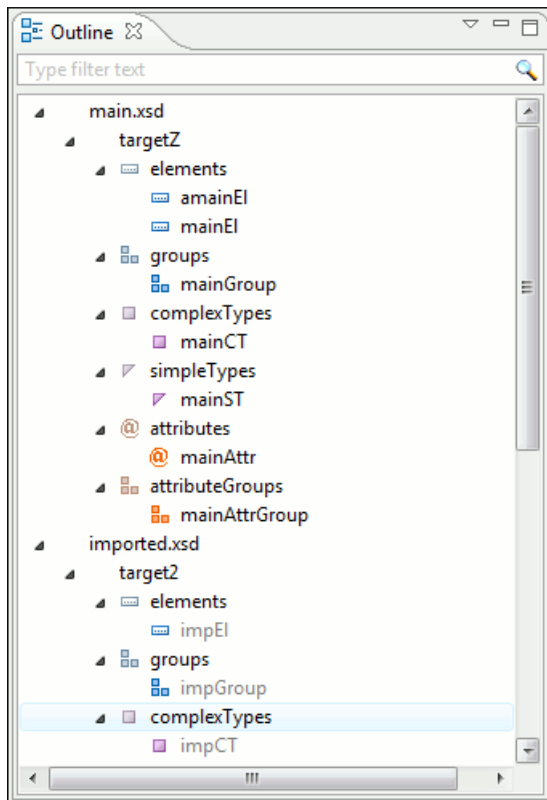 Outline
Type filter text
main.xsd
targetZ
elements
amainEl
mainEl
groups
mainGroup
complexTypes
mainCT
simpleTypes
mainST
attributes
mainAttr
attributeGroups
mainAttrGroup
imported.xsd
target2
elements
impEl
groups
impGroup
complexTypes
impCT